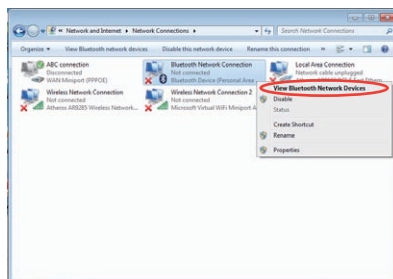 Network and Internet ▸ Network Connections ▸
Search Network Connections
Organize ▾ View Bluetooth network devices Disable this network device Rename this connection »
ABC connection
Disconnected
WAN Miniport (PPPOE)
Bluetooth Network Connection
Not connected
Bluetooth Device (Personal Area
Local Area Connection
Network cable unplugged
Wireless Network Connection
Not connected
Atheros AR9285 Wireless Network...
Wireless Network Connection 2
Not connected
Microsoft Virtual WiFi Miniport A
View Bluetooth Network Devices
Disable
Status
Create Shortcut
Rename
Properties